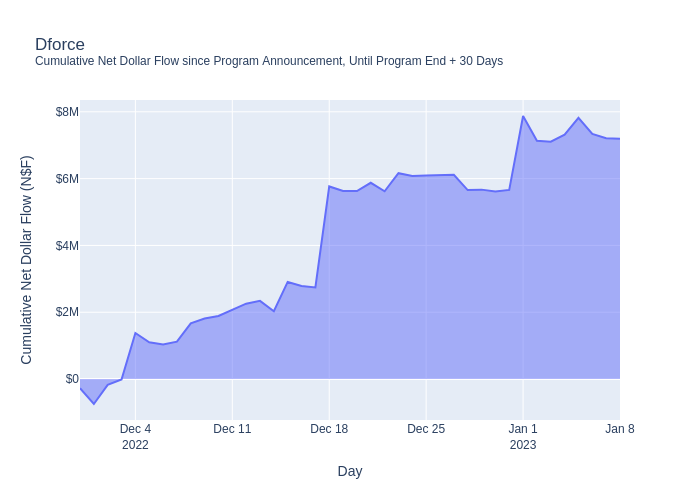 Dforce
Cumulative Net Dollar Flow since Program Announcement, Until Program End + 30 Days
Cumulative Net Dollar Flow (N$F)
$8M
$6M
$4M
$2M
$0
Dec 4
2022
Dec 11
Dec 18
Dec 25
Jan 1
2023
Jan 8
Day